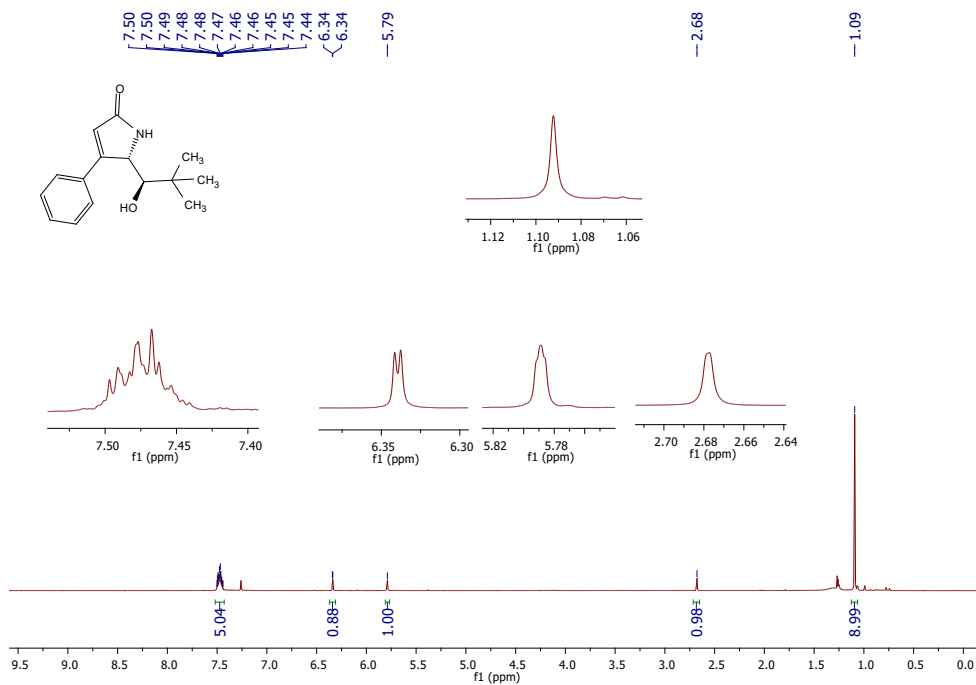 7.50 7.50 7.49 7.48 7.48 7.47 7.46 7.46 7.45 7.45 7.44 6.34 6.34 5.79 2.68 1.09
O
NH
CH3
CH3
HO
CH3
1.12 1.10 1.08 1.06
f1 (ppm)
7.50 7.45 7.40
f1 (ppm)
6.35 6.30
f1 (ppm)
5.82 5.78
f1 (ppm)
2.70 2.68 2.66 2.64
f1 (ppm)
5.04 0.88 1.00 0.98 8.99
9.5 9.0 8.5 8.0 7.5 7.0 6.5 6.0 5.5 5.0 4.5 4.0 3.5 3.0 2.5 2.0 1.5 1.0 0.5 0.0
f1 (ppm)